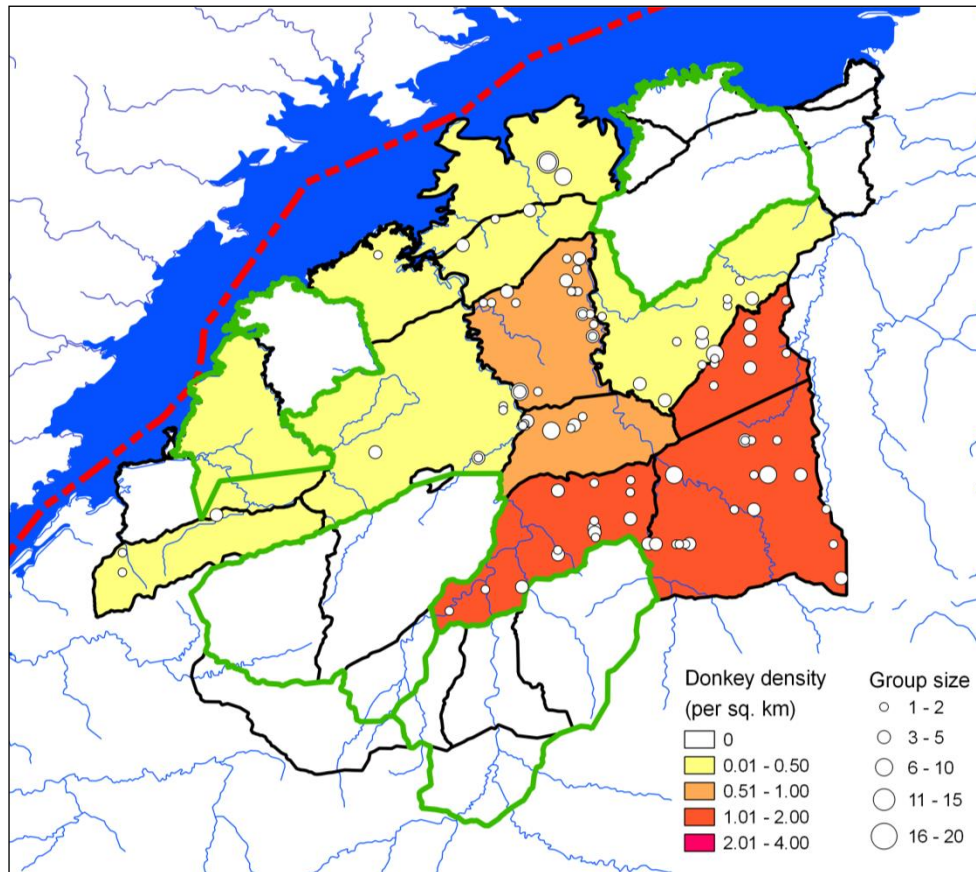 Donkey density
(per sq. km)
0
0.01 - 0.50
0.51 - 1.00
1.01 - 2.00
2.01 - 4.00
Group size
1 - 2
3 - 5
6 - 10
11 - 15
16 - 20